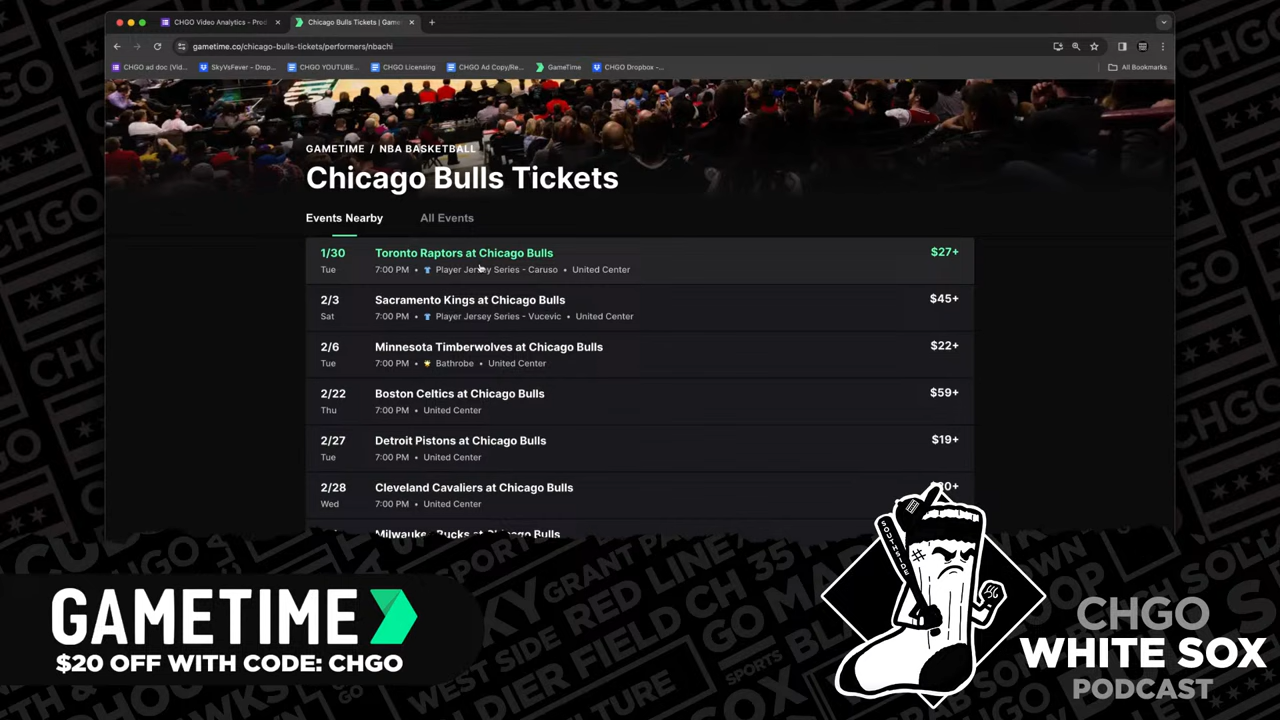 CHGO Video Analytics - Prod
Chicago Bulls Tickets | Game
gametime.co/chicago-bulls-tickets/performers/nbachi
CHGO ad doc (Vid...
SkyVsFever - Drop...
CHGO YOUTUBE...
CHGO Licensing
CHGO Ad Copy/Re...
GameTime
CHGO Dropbox -...
All Bookmarks
GAMETIME / NBA BASKETBALL
Chicago Bulls Tickets
Events Nearby
All Events
1/30 Toronto Raptors at Chicago Bulls $27+
Tue 7:00 PM • Player Jersey Series - Caruso • United Center
2/3 Sacramento Kings at Chicago Bulls $45+
Sat 7:00 PM • Player Jersey Series - Vucevic • United Center
2/6 Minnesota Timberwolves at Chicago Bulls $22+
Tue 7:00 PM • Bathrobe • United Center
2/22 Boston Celtics at Chicago Bulls $59+
Thu 7:00 PM • United Center
2/27 Detroit Pistons at Chicago Bulls $19+
Tue 7:00 PM • United Center
2/28 Cleveland Cavaliers at Chicago Bulls
Wed 7:00 PM • United Center
Milwaukee Bucks at Chicago Bulls
GAMETIME
$20 OFF WITH CODE: CHGO
SOUTHSIDE
CHGO
WHITE SOX
PODCAST